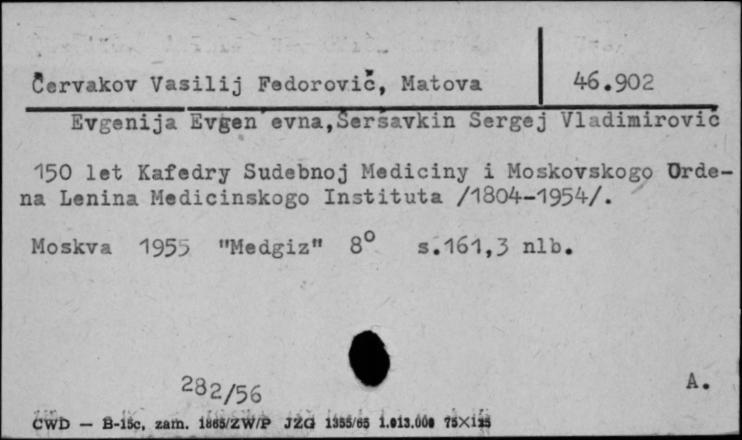 Červakov Vasilij Fedorovič, Matova 46.902
Evgenija Evgen'evna, Šeršavkin Sergej Vladimirovič
150 let Kafedry Sudebnoj Mediciny i Moskovskogo Orde-
na Lenina Medicinskogo Instituta /1804-1954/.
Moskva 1955 "Medgiz" 8° s.161,3 nlb.
A.
282/56
CWD — B-15c, zam. 1865/ZW/P JZG 1355/65 1.013.000 75×125